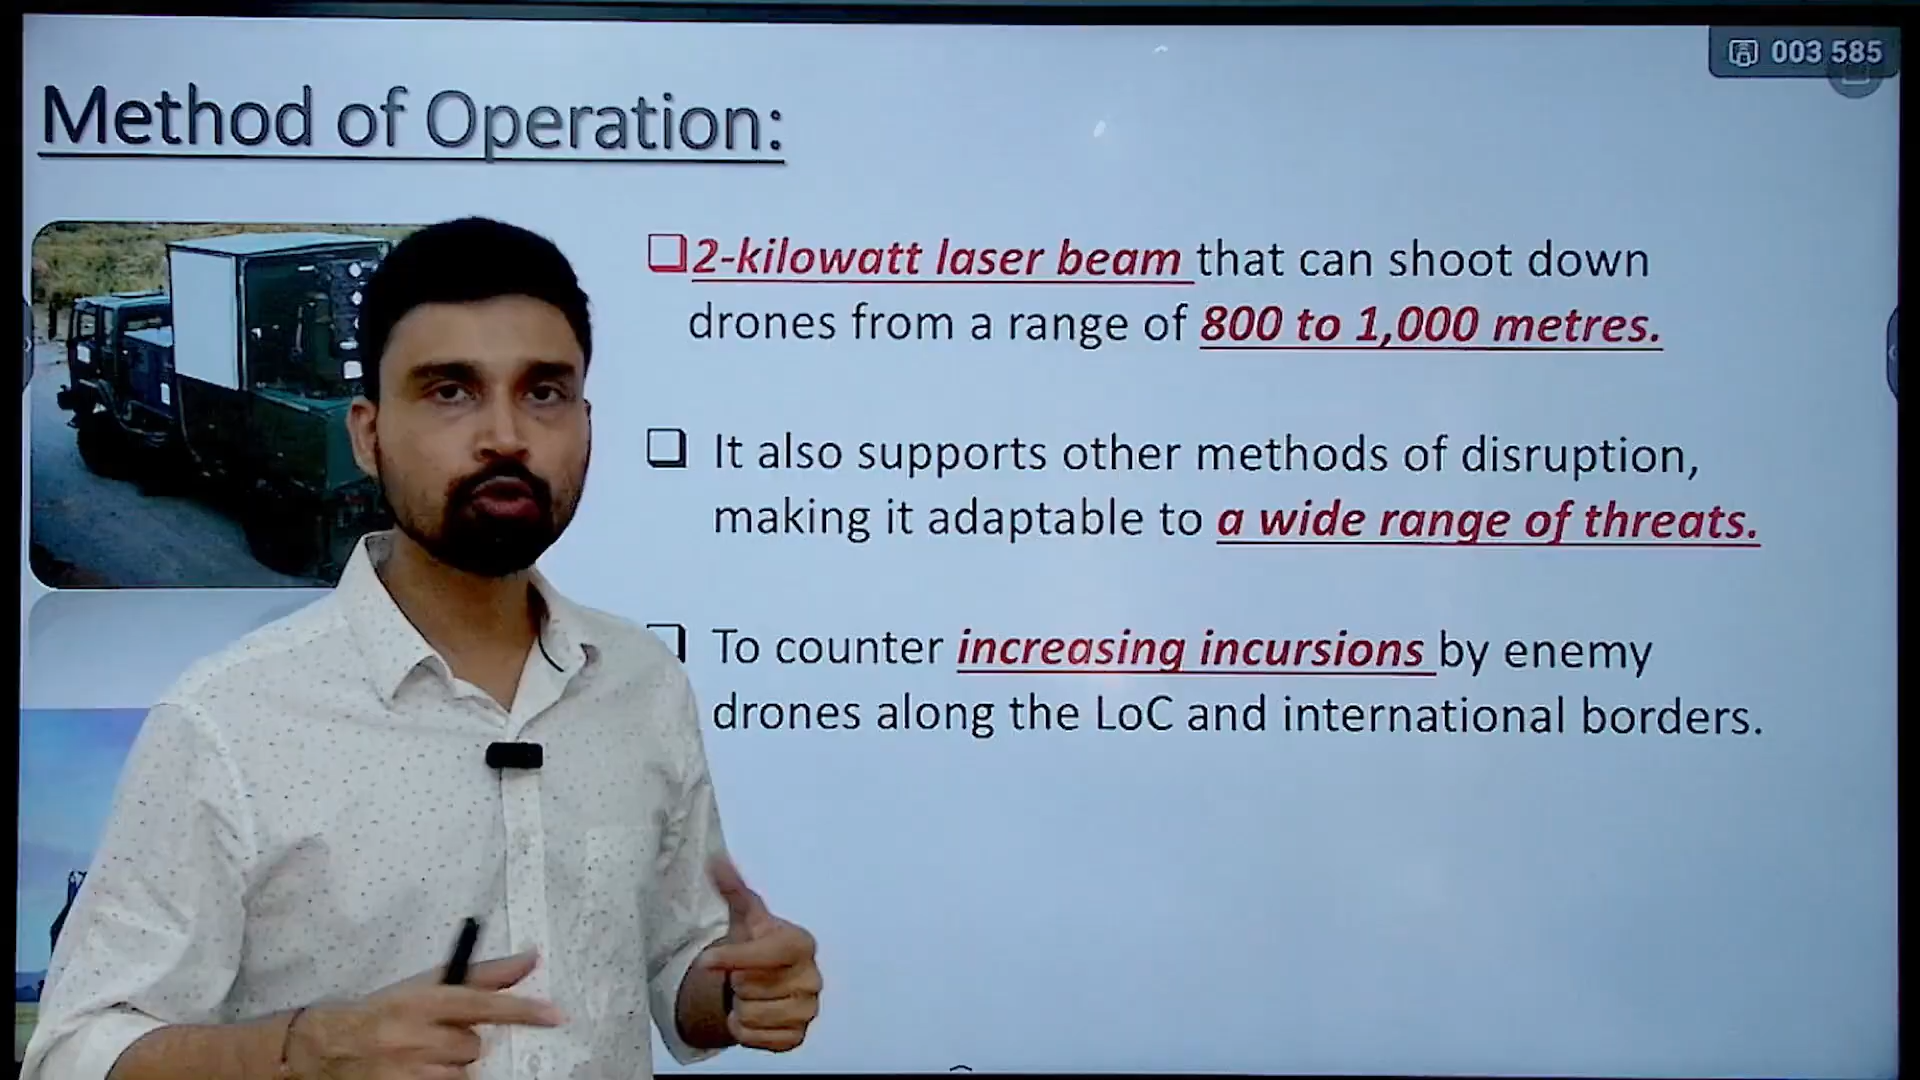 003 585
Method of Operation:
2-kilowatt laser beam that can shoot down
drones from a range of 800 to 1,000 metres.
It also supports other methods of disruption,
making it adaptable to a wide range of threats.
To counter increasing incursions by enemy
drones along the LoC and international borders.